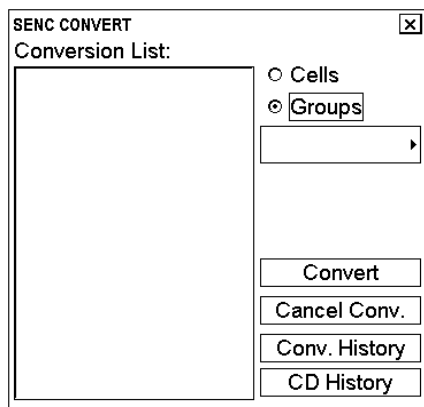 SENC CONVERT
Conversion List:
Cells
Groups
Convert
Cancel Conv.
Conv. History
CD History